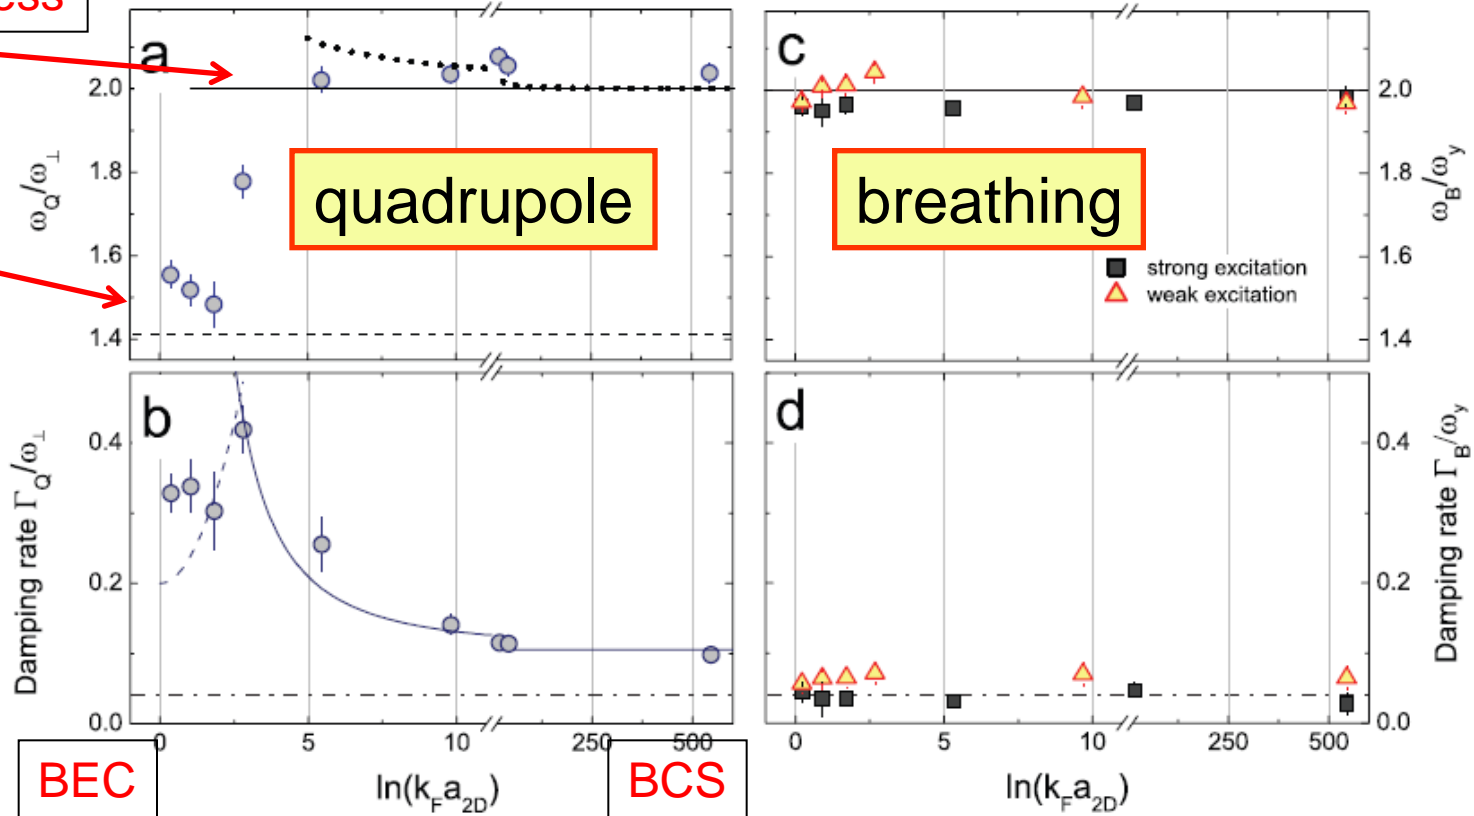 a
2.0
1.8
1.6
1.4
ω_Q/ω_⊥
quadrupole
c
2.0
1.8
1.6
1.4
ω_B/ω_y
breathing
strong excitation
weak excitation
b
0.4
0.2
0.0
Damping rate Γ_Q/ω_⊥
0 5 10 250 500
ln(k_F a_2D)
BEC
BCS
d
0.4
0.2
0.0
Damping rate Γ_B/ω_y
0 5 10 250 500
ln(k_F a_2D)